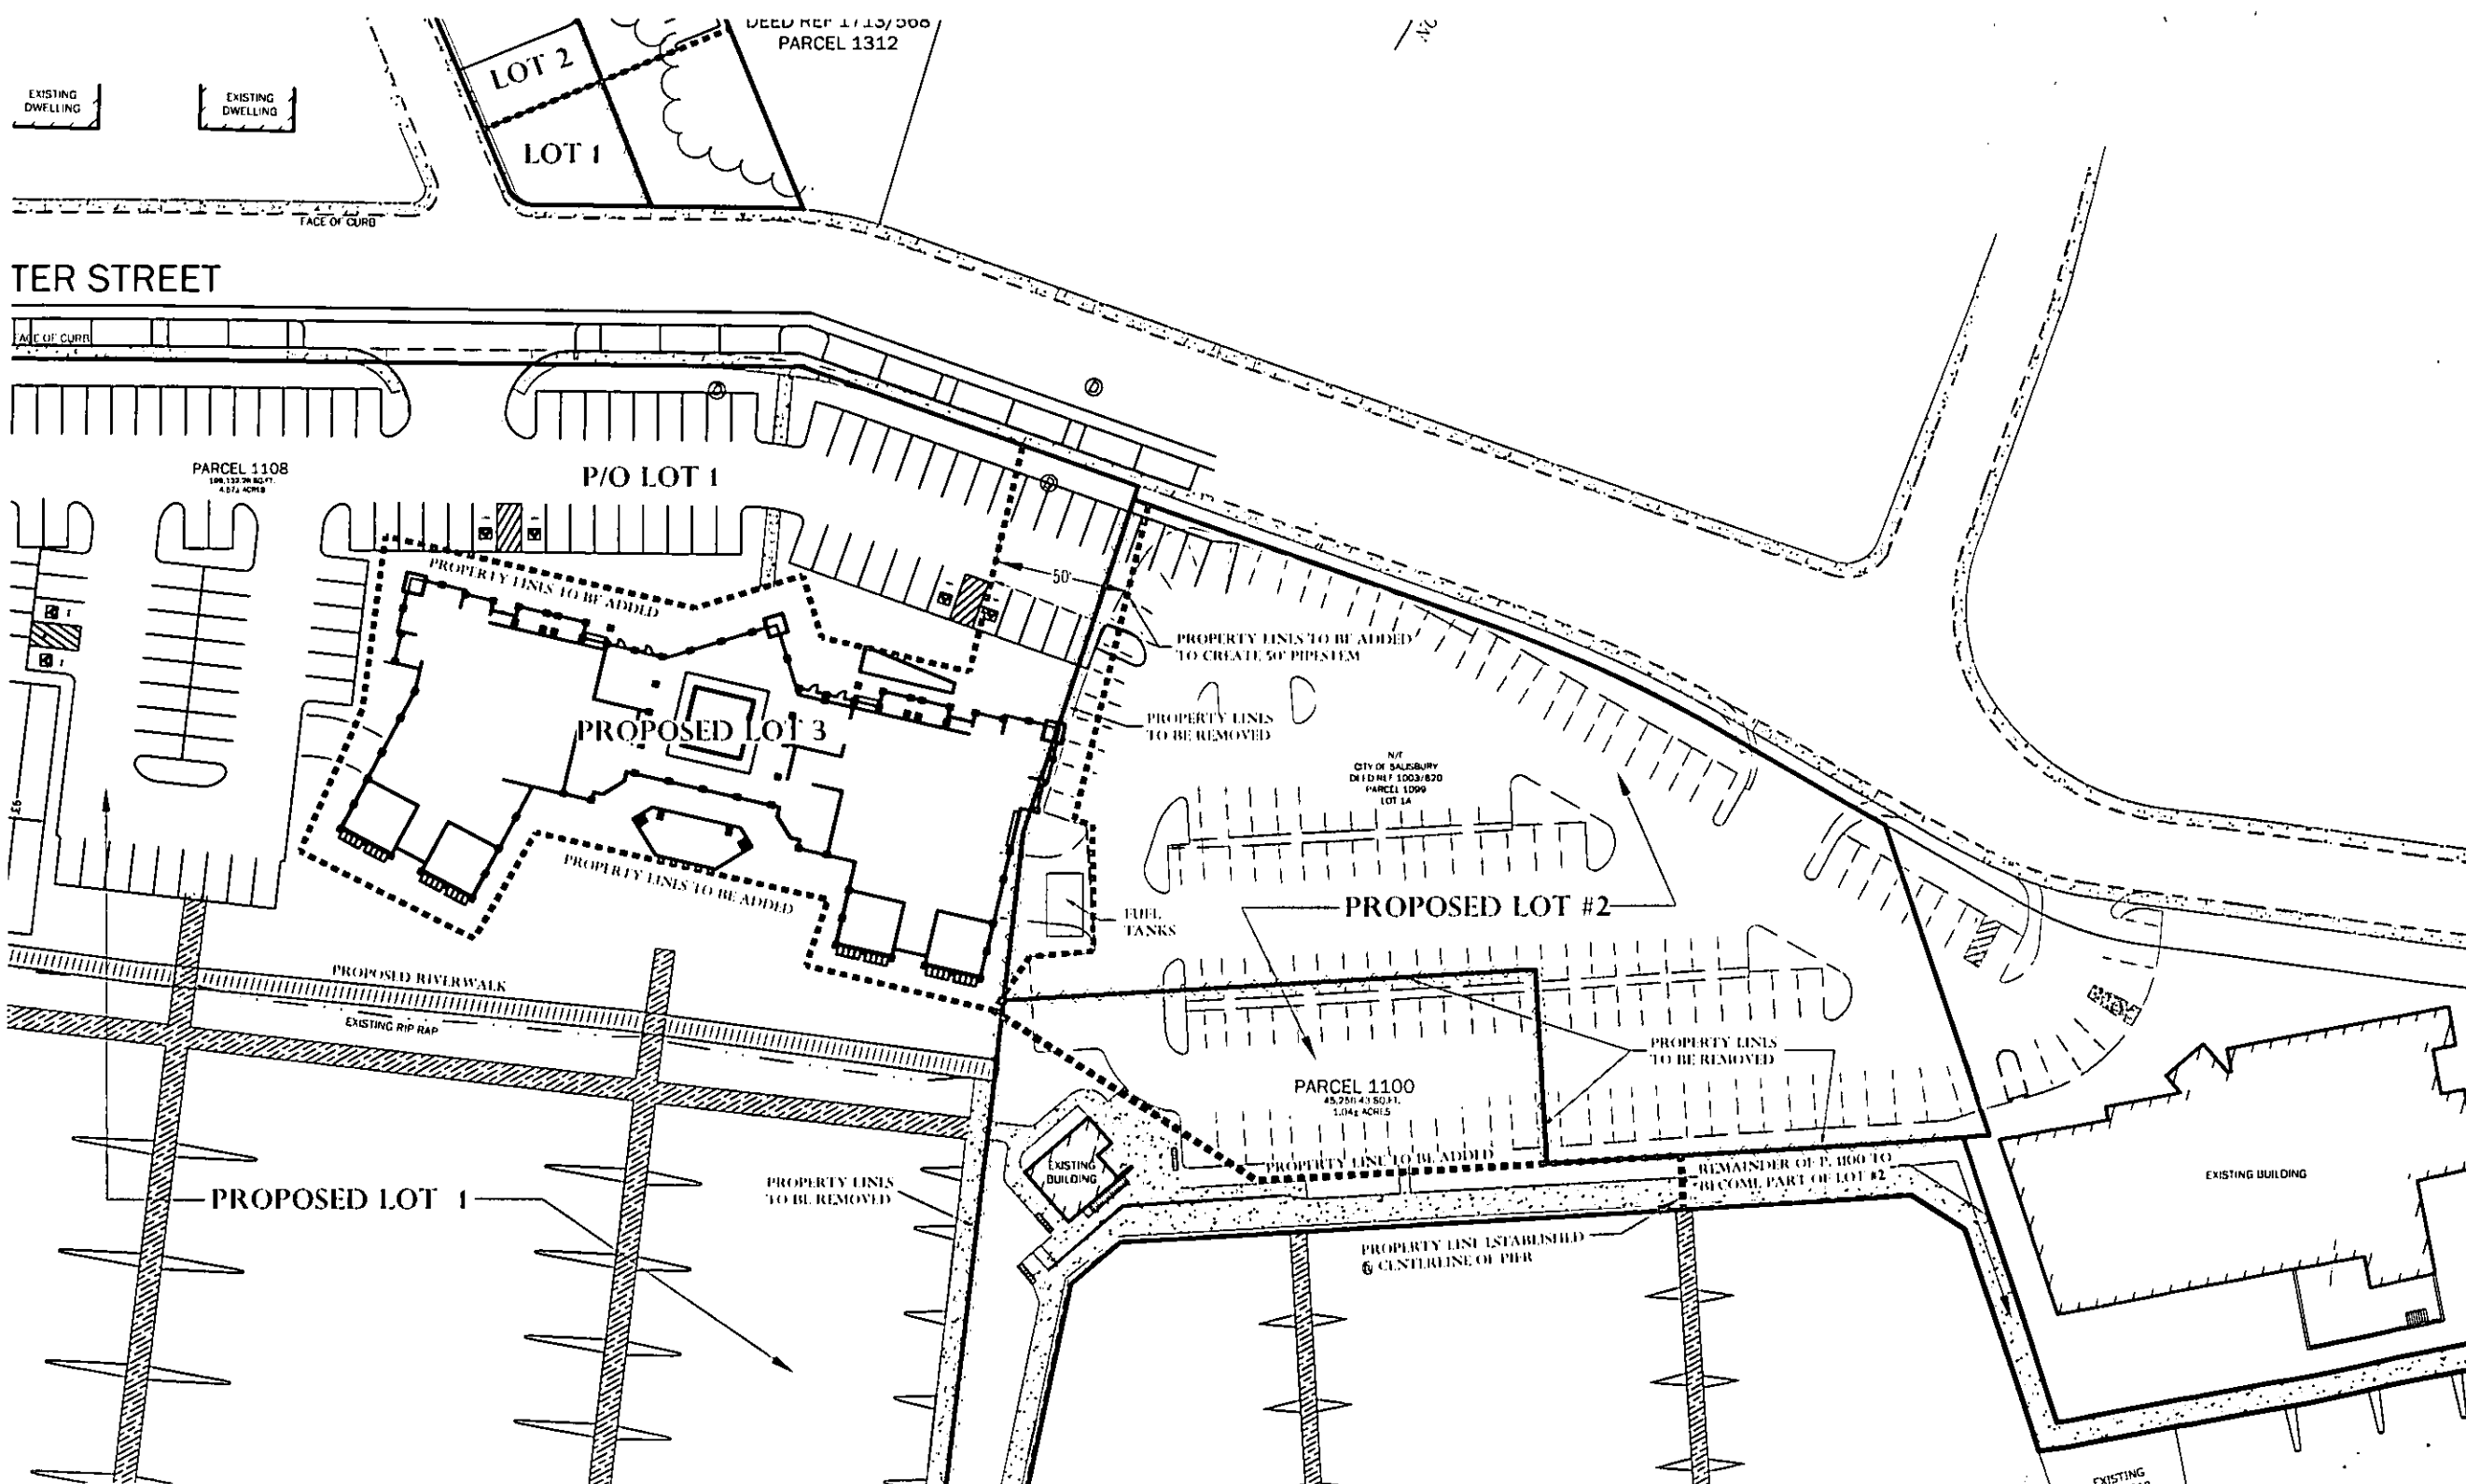 DEED REF 1713/568
PARCEL 1312
LOT 2
LOT 1
EXISTING
DWELLING
EXISTING
DWELLING
FACE OF CURB
TER STREET
FACE OF CURB
PARCEL 1108
P/O LOT 1
PROPERTY LINES TO BE ADDED
50'
PROPERTY LINES TO BE ADDED
TO CREATE 50' PIPESTEM
PROPERTY LINES
TO BE REMOVED
PROPOSED LOT 3
N/F
CITY OF SALISBURY
DEED REF 1003/820
PARCEL 1099
LOT 1A
PROPERTY LINES TO BE ADDED
PROPOSED LOT #2
FUEL
TANKS
PROPOSED RIVERWALK
EXISTING RIP RAP
PROPERTY LINES
TO BE REMOVED
PARCEL 1100
1.04± ACRES
PROPERTY LINE TO BE ADDED
EXISTING
BUILDING
REMAINDER OF P. 1100 TO
BECOME PART OF LOT #2
EXISTING BUILDING
PROPERTY LINES
TO BE REMOVED
PROPOSED LOT 1
PROPERTY LINE ESTABLISHED
@ CENTERLINE OF PIER
EXISTING